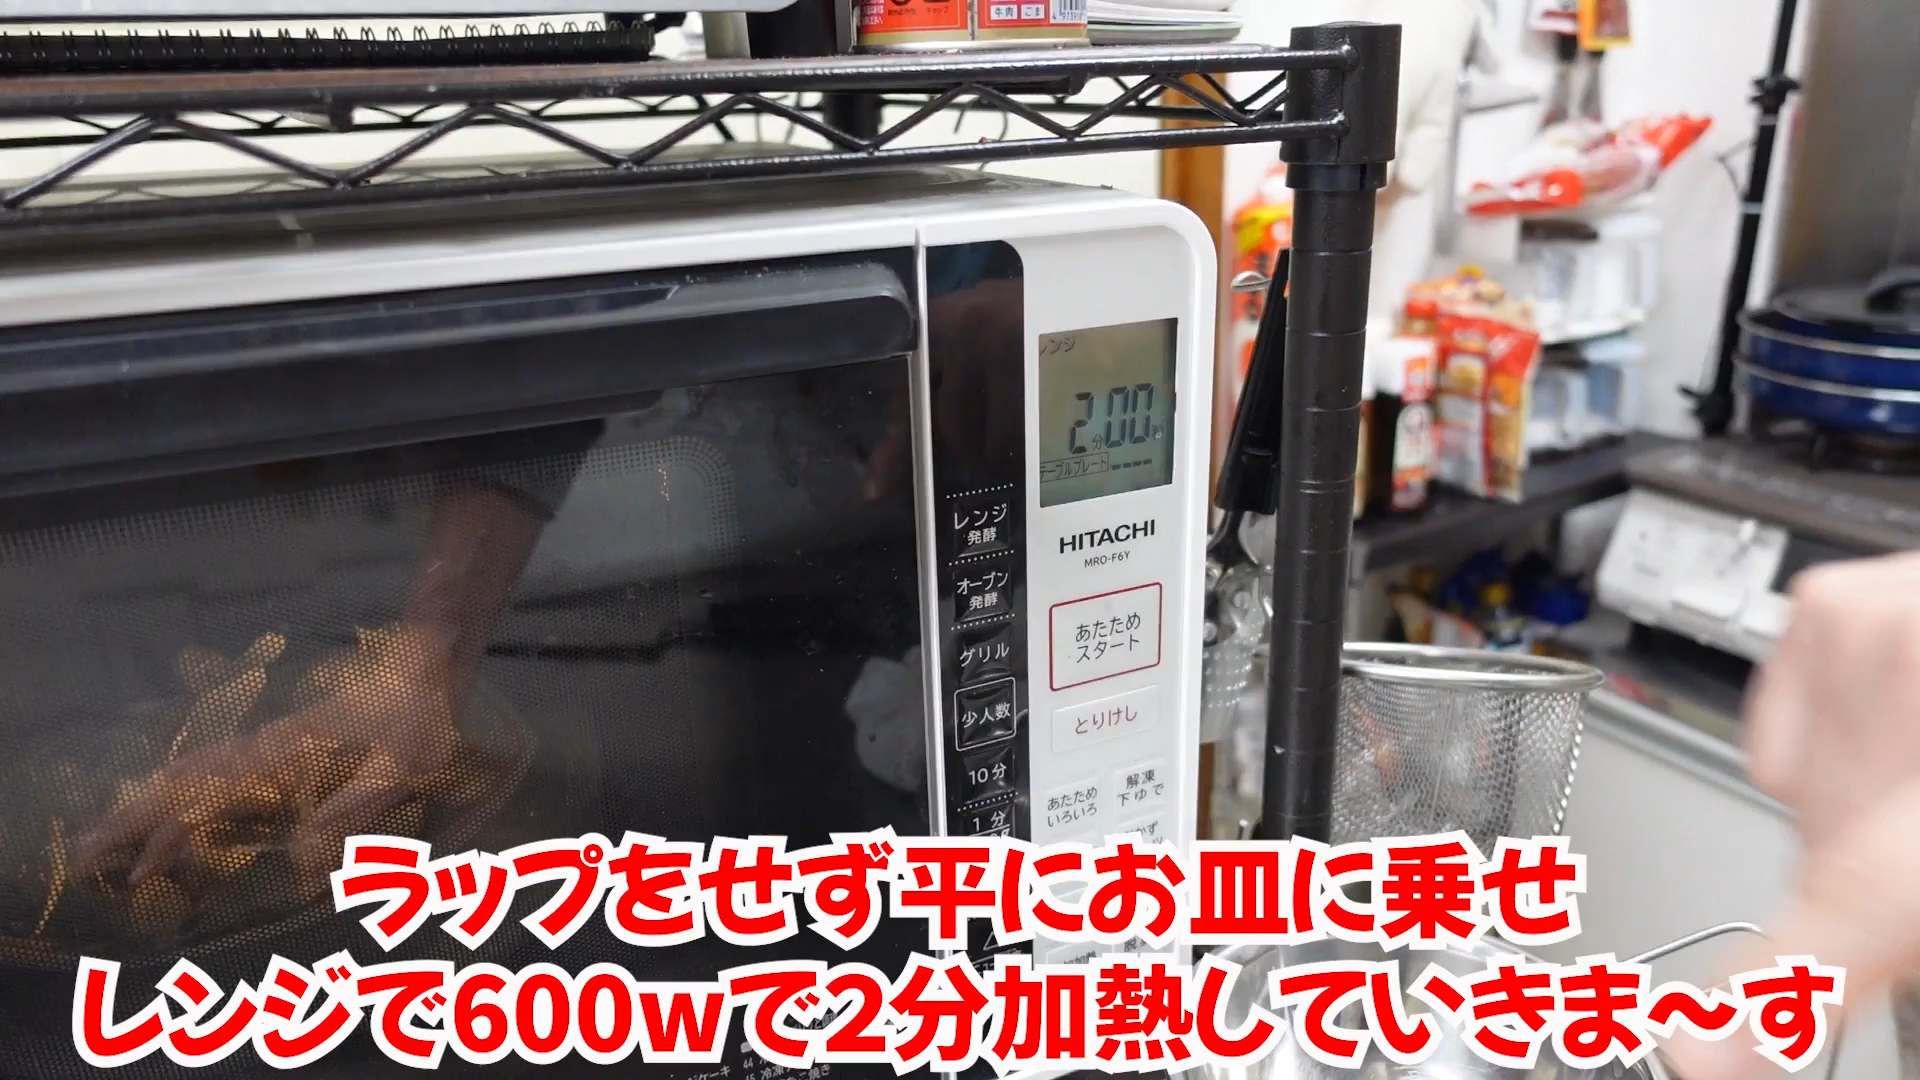 牛肉 ごま
レンジ
2分00秒
テーブルプレート
HITACHI
MRO-F6Y
レンジ
発酵
オーブン
発酵
グリル
少人数
10分
1分
あたため
スタート
とりけし
あたため
いろいろ
解凍
下ゆで
ラップをせず平にお皿に乗せ
レンジで600wで2分加熱していきま〜す